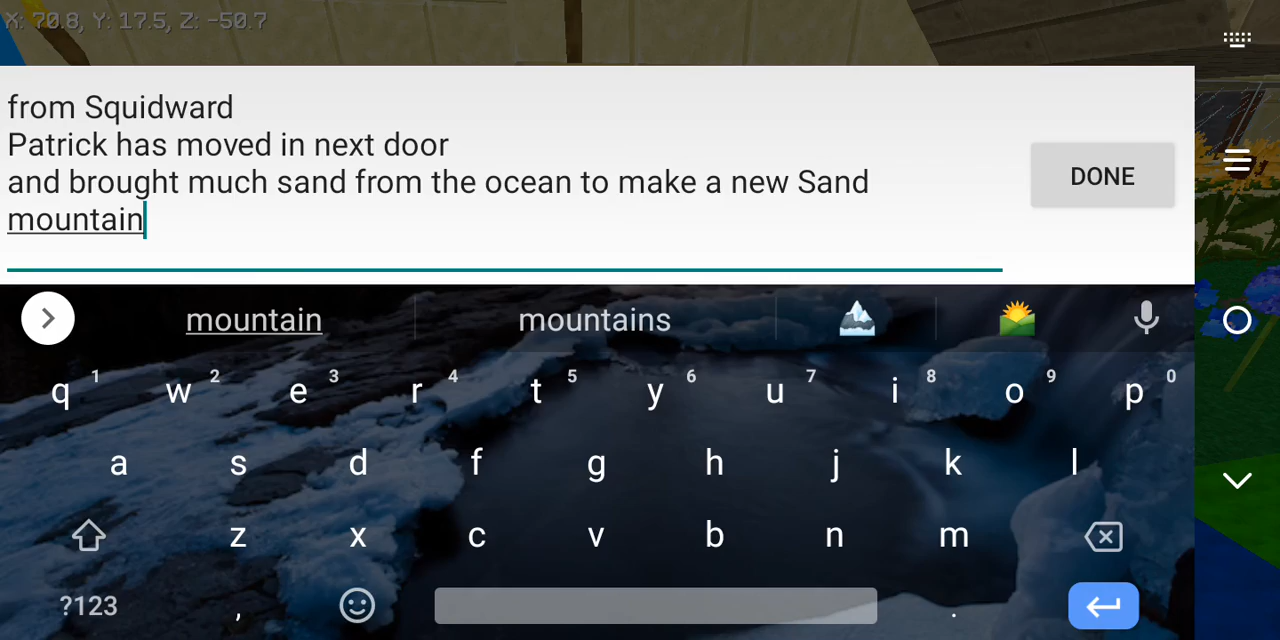 X: 70.8, Y: 17.5, Z: -50.7
from Squidward
Patrick has moved in next door
and brought much sand from the ocean to make a new Sand
mountain
DONE
mountain mountains
q 1 w 2 e 3 r 4 t 5 y 6 u 7 i 8 o 9 p 0
a s d f g h j k l
z x c v b n m
?123 , .